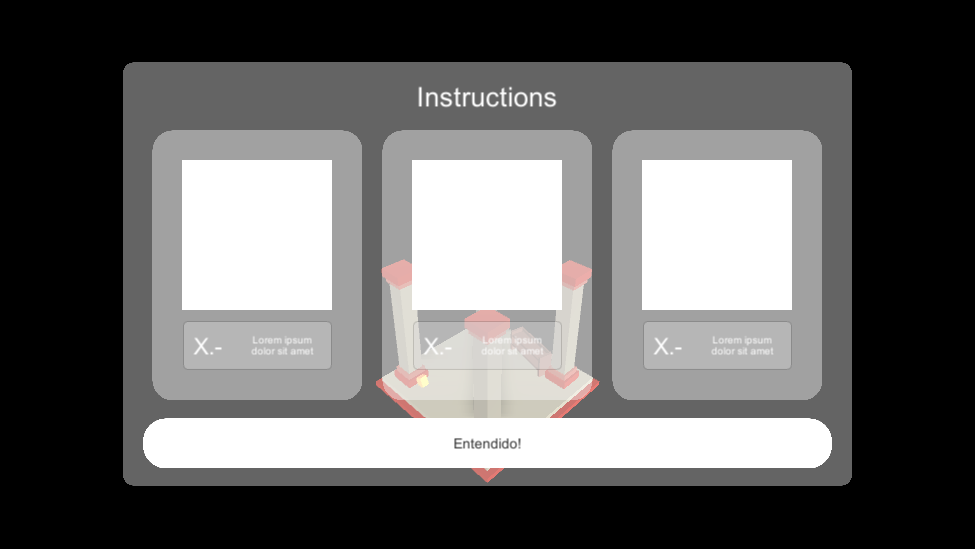 Instructions
X.-
Lorem ipsum
dolor sit amet
X.-
Lorem ipsum
dolor sit amet
X.-
Lorem ipsum
dolor sit amet
Entendido!